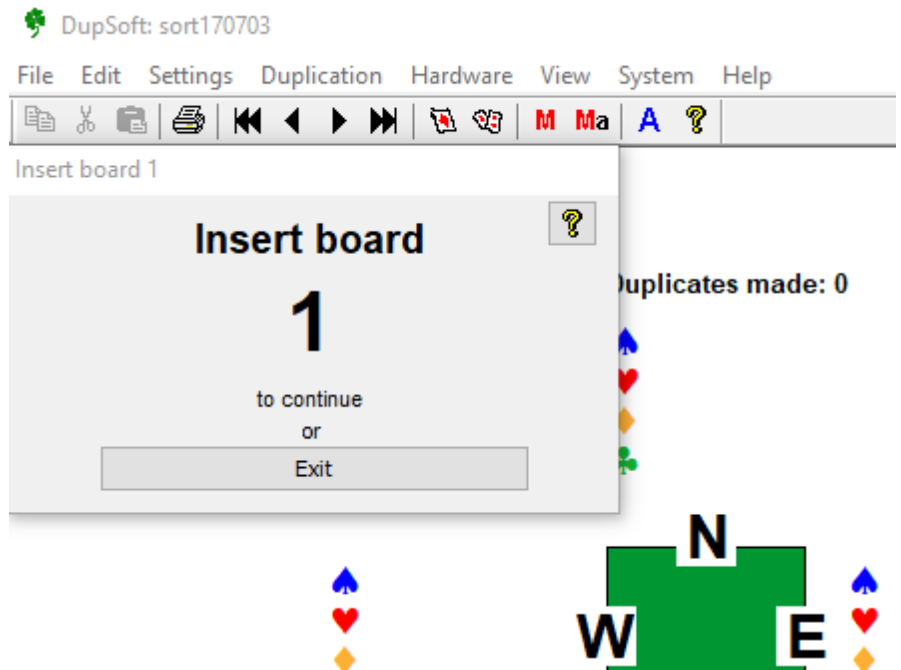 DupSoft: sort170703
File Edit Settings Duplication Hardware View System Help
M Ma A ?
Insert board 1
?
Insert board
1
to continue
or
Exit
Duplicates made: 0
N
W E